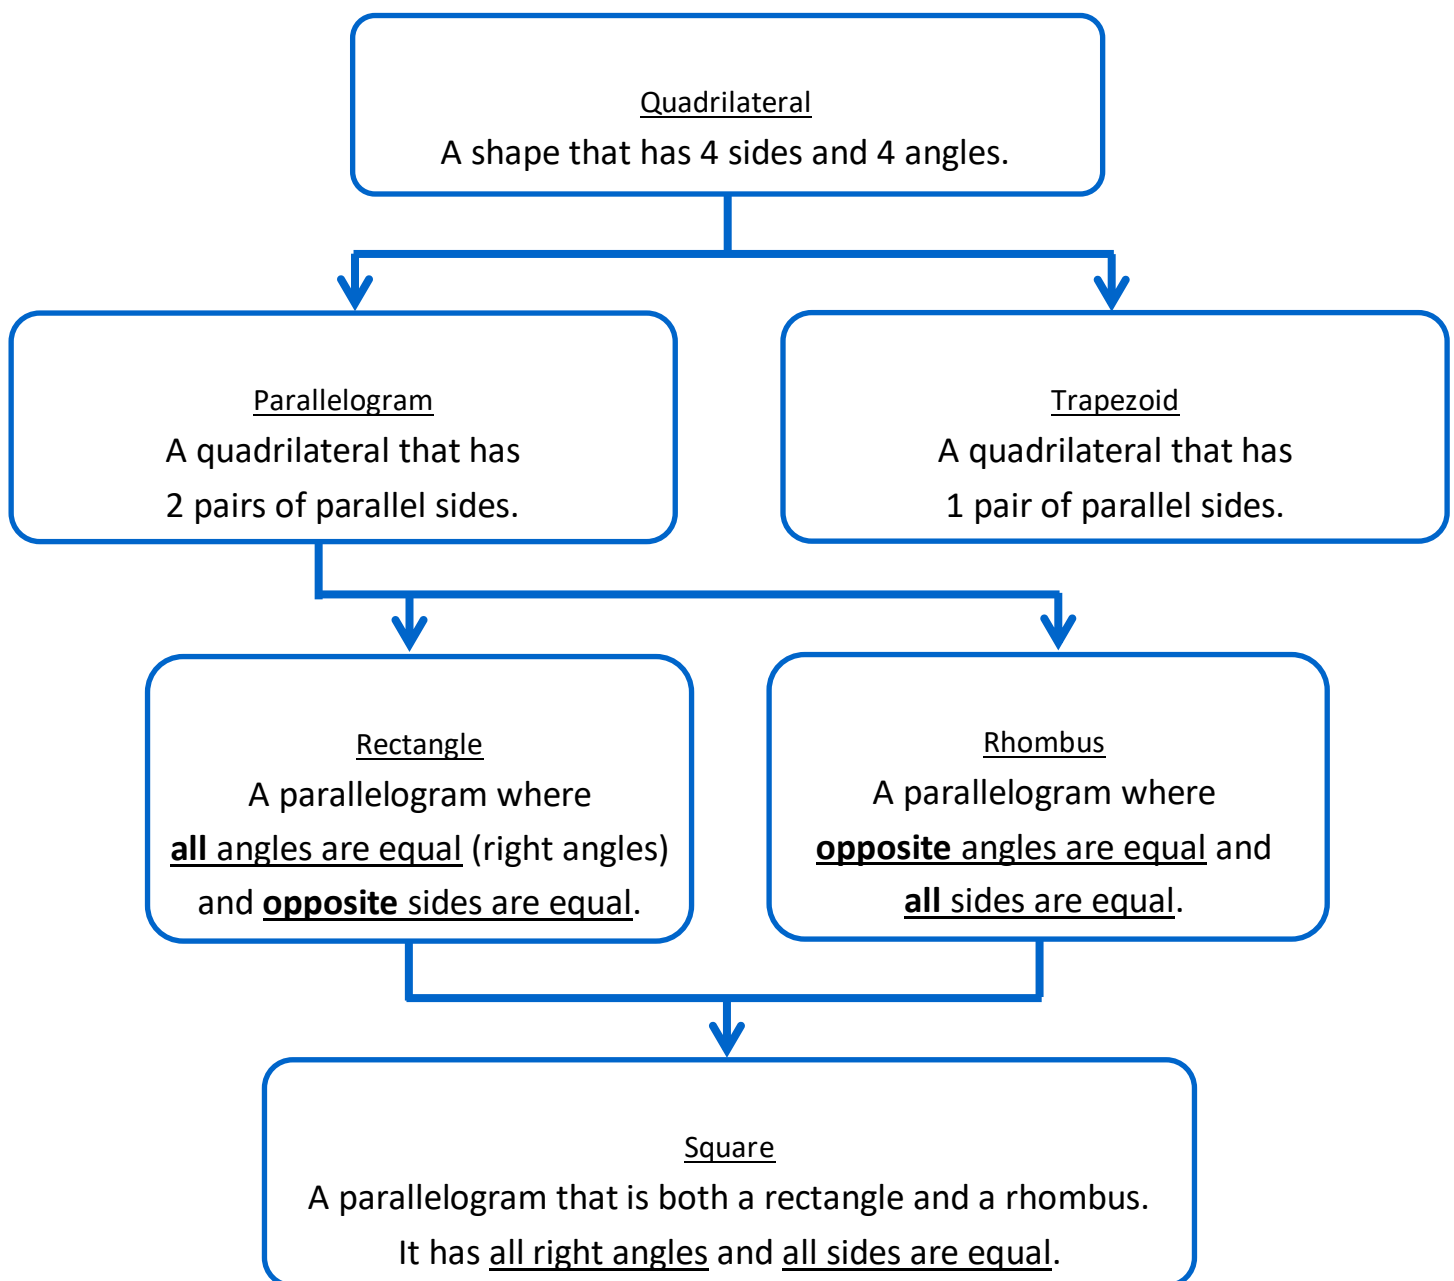 Quadrilateral
A shape that has 4 sides and 4 angles.
Parallelogram
A quadrilateral that has
2 pairs of parallel sides.
Trapezoid
A quadrilateral that has
1 pair of parallel sides.
Rectangle
A parallelogram where
all angles are equal (right angles)
and opposite sides are equal.
Rhombus
A parallelogram where
opposite angles are equal and
all sides are equal.
Square
A parallelogram that is both a rectangle and a rhombus.
It has all right angles and all sides are equal.